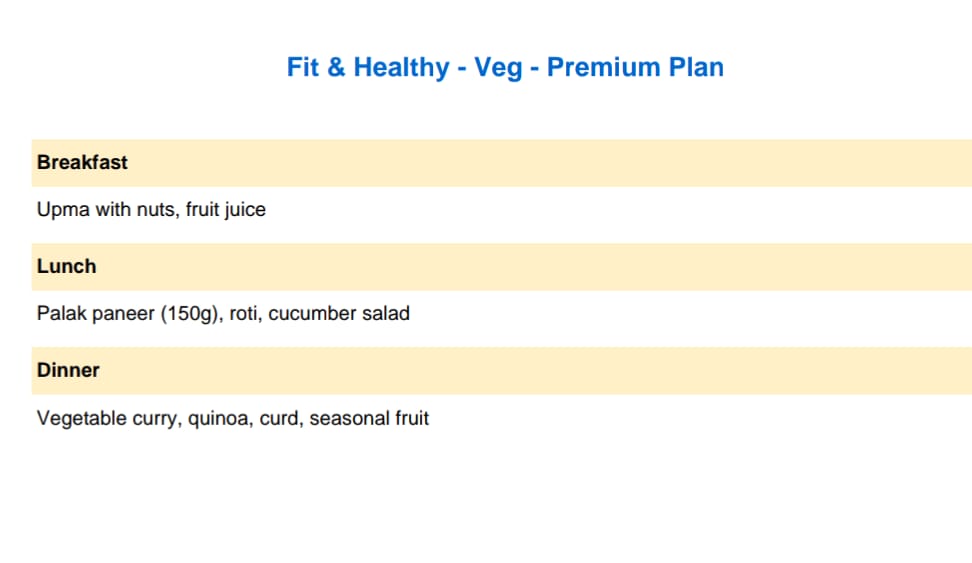 Fit & Healthy - Veg - Premium Plan
Breakfast
Upma with nuts, fruit juice
Lunch
Palak paneer (150g), roti, cucumber salad
Dinner
Vegetable curry, quinoa, curd, seasonal fruit